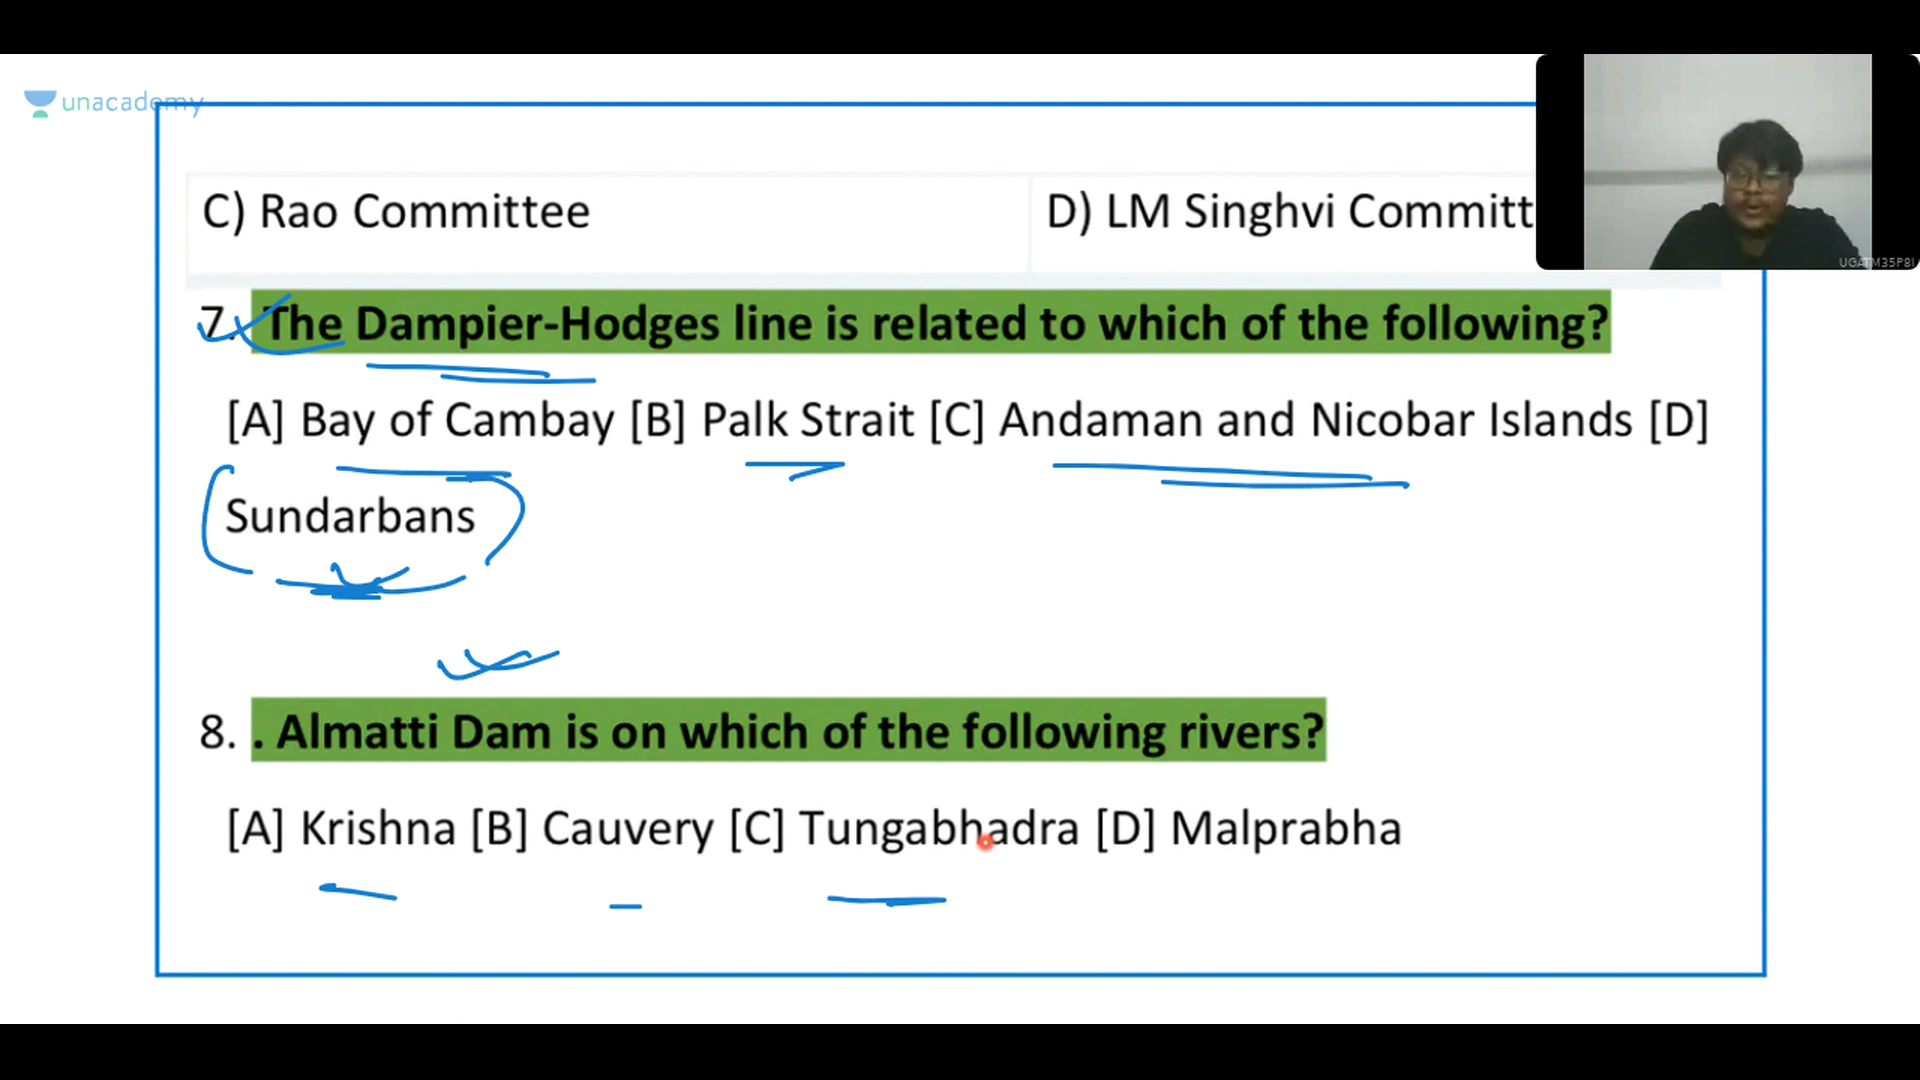 unacademy
C) Rao Committee D) LM Singhvi Committ
7. The Dampier-Hodges line is related to which of the following?
[A] Bay of Cambay [B] Palk Strait [C] Andaman and Nicobar Islands [D]
Sundarbans
8. . Almatti Dam is on which of the following rivers?
[A] Krishna [B] Cauvery [C] Tungabhadra [D] Malprabha